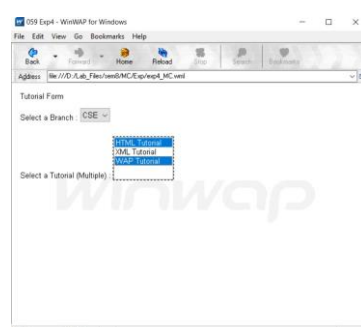 059 Exp4 - WinWAP for Windows
File Edit View Go Bookmarks Help
Back Forward Home Reload Stop Search Bookmarks
Address file:///D:/Lab_Files/sem8/MC/Exp/exp4_MC.wml
Tutorial Form
Select a Branch : CSE
HTML Tutorial
XML Tutorial
WAP Tutorial
Select a Tutorial (Multiple) :
winwap